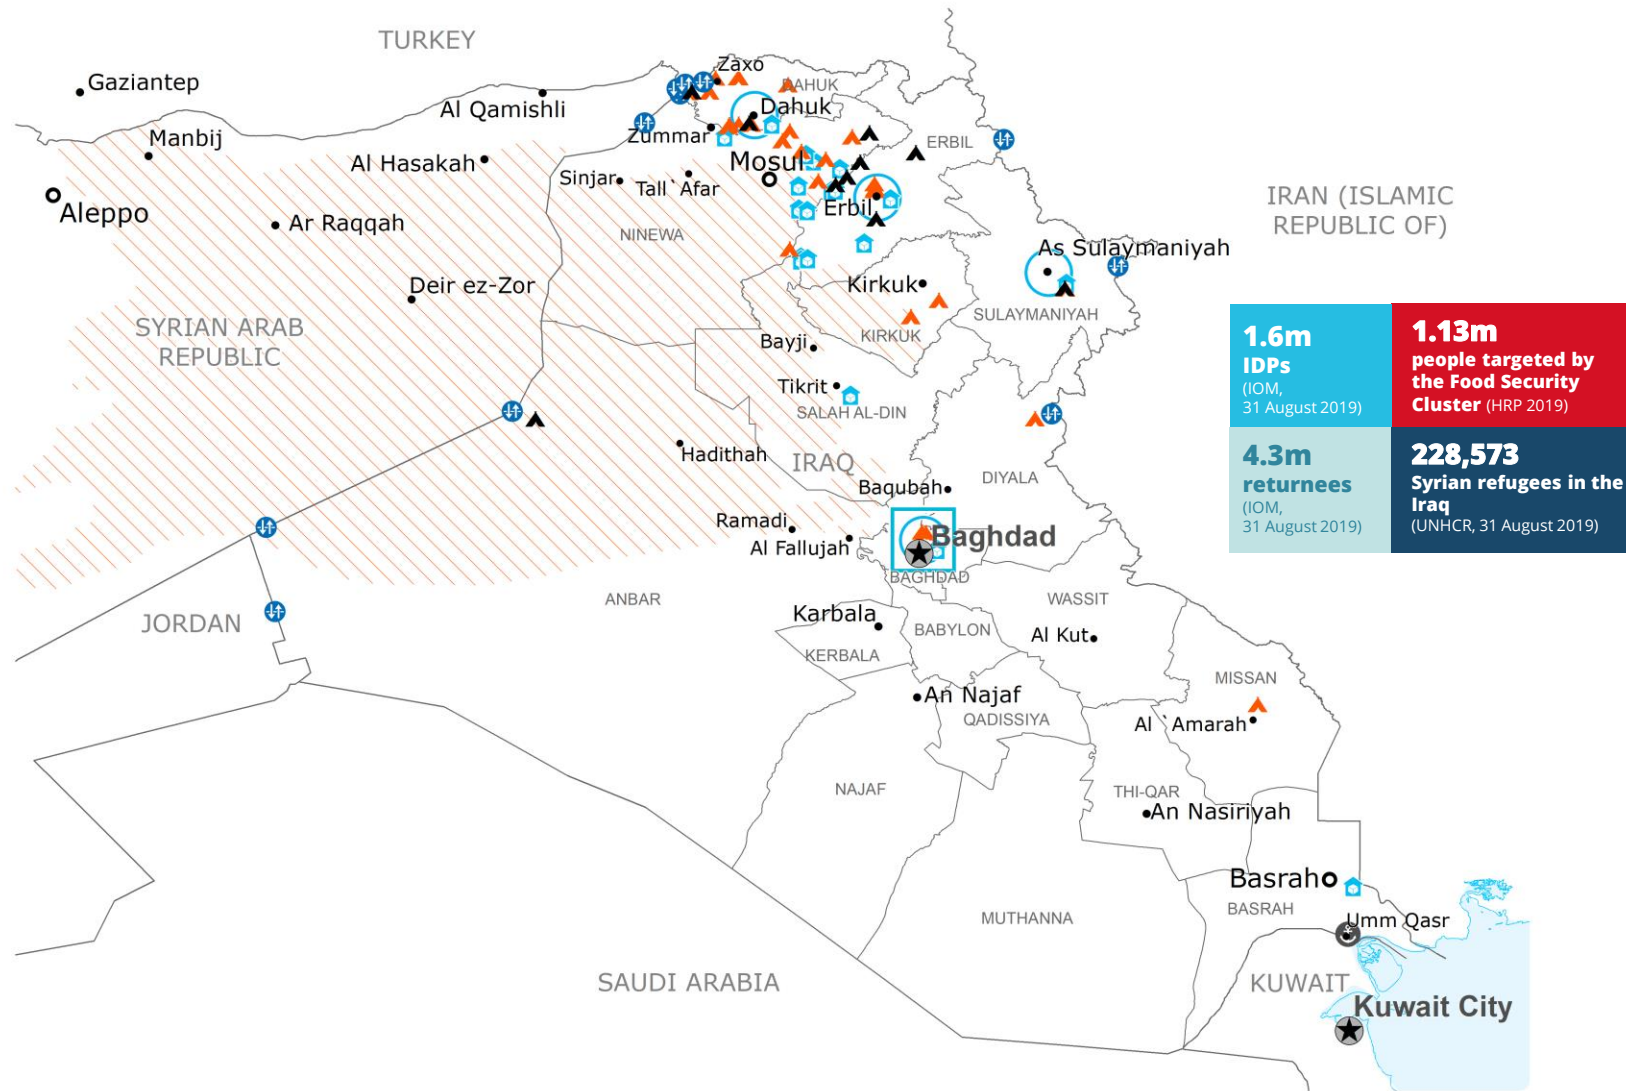 TURKEY
Gaziantep
Al Qamishli
Zaxo
DAHUK
Dahuk
Manbij
Zummar
ERBIL
Al Hasakah
Mosul
Sinjar
Tall `Afar
Aleppo
Ar Raqqah
Erbil
NINEWA
IRAN (ISLAMIC
REPUBLIC OF)
As Sulaymaniyah
Deir ez-Zor
Kirkuk
SULAYMANIYAH
SYRIAN ARAB
REPUBLIC
KIRKUK
Bayji
Tikrit
SALAH AL-DIN
Hadithah
IRAQ
DIYALA
Baqubah
Ramadi
Al Fallujah
Baghdad
BAGHDAD
ANBAR
WASSIT
JORDAN
Karbala
BABYLON
Al Kut
KERBALA
MISSAN
An Najaf
QADISSIYA
Al `Amarah
NAJAF
THI-QAR
An Nasiriyah
Basrah
BASRAH
MUTHANNA
Umm Qasr
SAUDI ARABIA
KUWAIT
Kuwait City
1.6m
IDPs
(IOM,
31 August 2019)
1.13m
people targeted by
the Food Security
Cluster (HRP 2019)
4.3m
returnees
(IOM,
31 August 2019)
228,573
Syrian refugees in the
Iraq
(UNHCR, 31 August 2019)